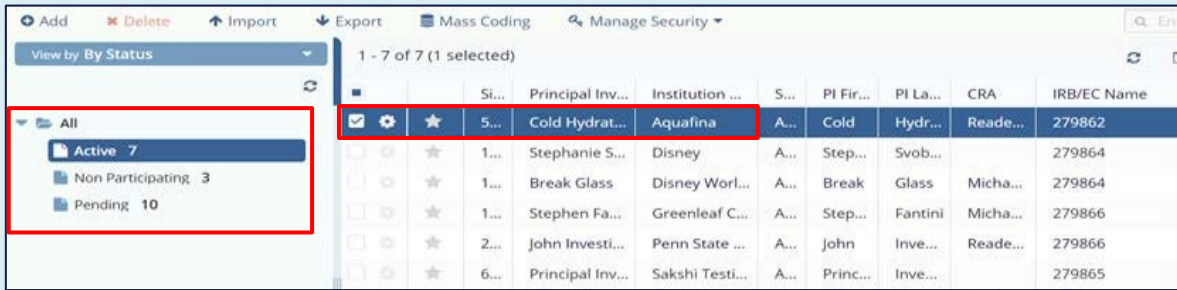 Add Delete Import Export Mass Coding Manage Security
View by By Status
1 - 7 of 7 (1 selected)
Si... Principal Inv... Institution ... S... PI Fir... PI La... CRA IRB/EC Name
All
5... Cold Hydrat... Aquafina A... Cold Hydr... Reade... 279862
Active 7
1... Stephanie S... Disney A... Step... Svob... 279864
Non Participating 3
1... Break Glass Disney Worl... A... Break Glass Micha... 279864
Pending 10
1... Stephen Fa... Greenleaf C... A... Step... Fantini Micha... 279866
2... John Investi... Penn State ... A... John Inve... Reade... 279866
6... Principal Inv... Sakshi Testi... A... Princ... Inve... 279865